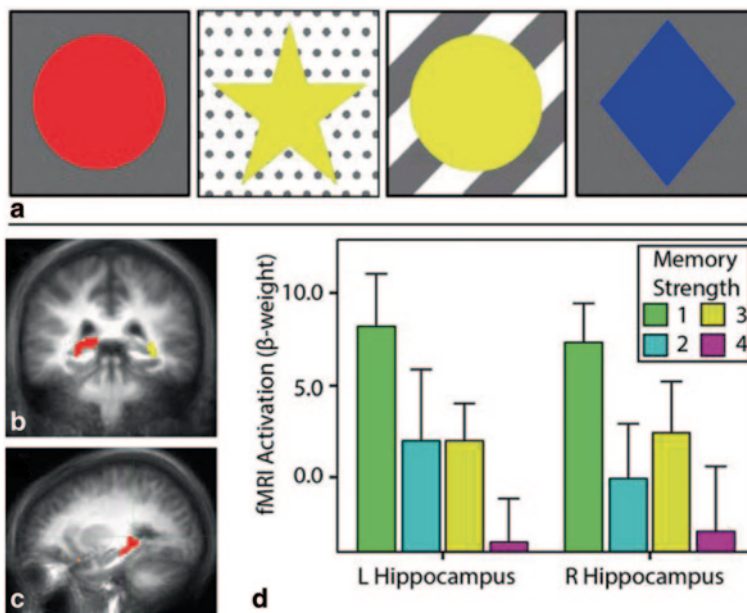 a
b
c
fMRI Activation (β-weight)
10.0
5.0
0.0
Memory
Strength
1
3
2
4
L Hippocampus
R Hippocampus
d